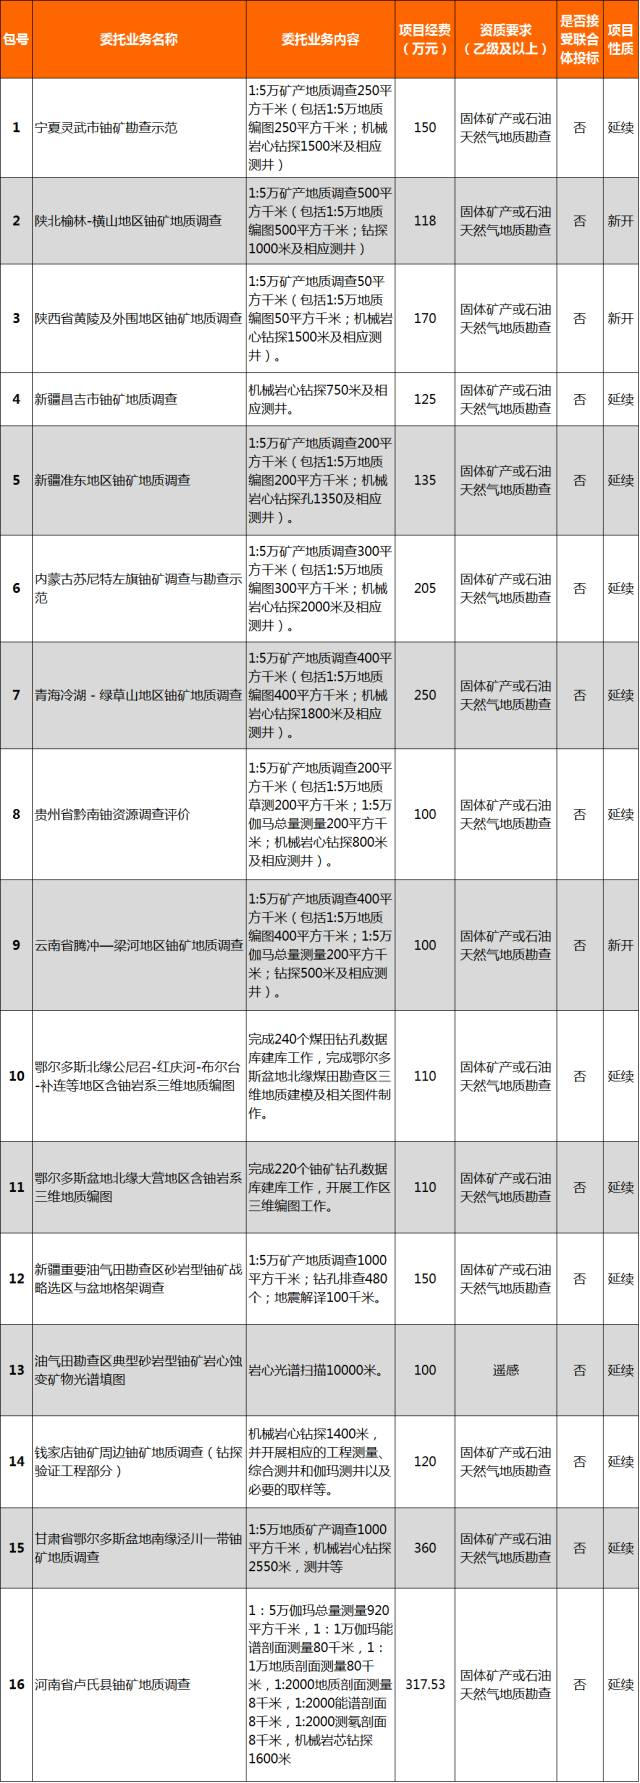 包号
委托业务名称
委托业务内容
项目经费
（万元）
资质要求
（乙级及以上）
是否接
受联合
体投标
项目
性质
1
宁夏灵武市铀矿勘查示范
1:5万矿产地质调查250平
方千米（包括1:5万地质
编图250平方千米；机械
岩心钻探1500米及相应
测井）
150
固体矿产或石油
天然气地质勘查
否
延续
2
陕北榆林-横山地区铀矿地质调查
1:5万矿产地质调查500平
方千米（包括1:5万地质
编图500平方千米；钻探
1000米及相应测井）
118
固体矿产或石油
天然气地质勘查
否
新开
3
陕西省黄陵及外围地区铀矿地质调查
1:5万矿产地质调查50平
方千米（包括1:5万地质
编图50平方千米；机械岩
心钻探1500米及相应测
井）。
170
固体矿产或石油
天然气地质勘查
否
新开
4
新疆昌吉市铀矿地质调查
机械岩心钻探750米及相
应测井。
125
固体矿产或石油
天然气地质勘查
否
延续
5
新疆准东地区铀矿地质调查
1:5万矿产地质调查200平
方千米（包括1:5万地质
编图200平方千米；机械
岩心钻探孔1350及相应
测井）。
135
固体矿产或石油
天然气地质勘查
否
延续
6
内蒙古苏尼特左旗铀矿调查与勘查示
范
1:5万矿产地质调查300平
方千米（包括1:5万地质
编图300平方千米；机械
岩心钻探2000米及相应
测井）。
205
固体矿产或石油
天然气地质勘查
否
延续
7
青海冷湖－绿草山地区铀矿地质调查
1:5万矿产地质调查400平
方千米（包括1:5万地质
编图400平方千米；机械
岩心钻探1800米及相应
测井）。
250
固体矿产或石油
天然气地质勘查
否
延续
8
贵州省黔南铀资源调查评价
1:5万矿产地质调查200平
方千米（包括1:5万地质
草测200平方千米；1:5万
伽马总量测量200平方千
米；机械岩心钻探800米
及相应测井）。
100
固体矿产或石油
天然气地质勘查
否
延续
9
云南省腾冲—梁河地区铀矿地质调查
1:5万矿产地质调查400平
方千米（包括1:5万地质
编图400平方千米；1:5万
伽马总量测量200平方千
米；钻探500米及相应测
井）。
100
固体矿产或石油
天然气地质勘查
否
新开
10
鄂尔多斯北缘公尼召-红庆河-布尔台
-补连等地区含铀岩系三维地质编图
完成240个煤田钻孔数据
库建库工作，完成鄂尔多
斯盆地北缘煤田勘查区三
维地质建模及相关图件制
作。
110
固体矿产或石油
天然气地质勘查
否
延续
11
鄂尔多斯盆地北缘大营地区含铀岩系
三维地质编图
完成220个铀矿钻孔数据
库建库工作，开展工作区
三维编图工作。
110
固体矿产或石油
天然气地质勘查
否
延续
12
新疆重要油气田勘查区砂岩型铀矿战
略选区与盆地格架调查
1:5万矿产地质调查1000
平方千米；钻孔排查480
个；地震解译100千米。
150
固体矿产或石油
天然气地质勘查
否
延续
13
油气田勘查区典型砂岩型铀矿岩心蚀
变矿物光谱填图
岩心光谱扫描10000米。
100
遥感
否
延续
14
钱家店铀矿周边铀矿地质调查（钻探
验证工程部分）
机械岩心钻探1400米，
并开展相应的工程测量、
综合测井和伽玛测井以及
必要的取样等。
120
固体矿产或石油
天然气地质勘查
否
延续
15
甘肃省鄂尔多斯盆地南缘泾川一带铀
矿地质调查
1:5万地质矿产调查1000
平方千米，机械岩心钻探
2550米，测井等
360
固体矿产或石油
天然气地质勘查
否
延续
16
河南省卢氏县铀矿地质调查
1：5万伽玛总量测量920
平方千米，1：1万伽玛能
谱剖面测量80千米，1：
1万地质剖面测量80千
米，1:2000地质剖面测量
8千米，1:2000能谱剖面
8千米，1:2000测氡剖面
8千米，机械岩芯钻探
1600米
317.53
固体矿产或石油
天然气地质勘查
否
延续